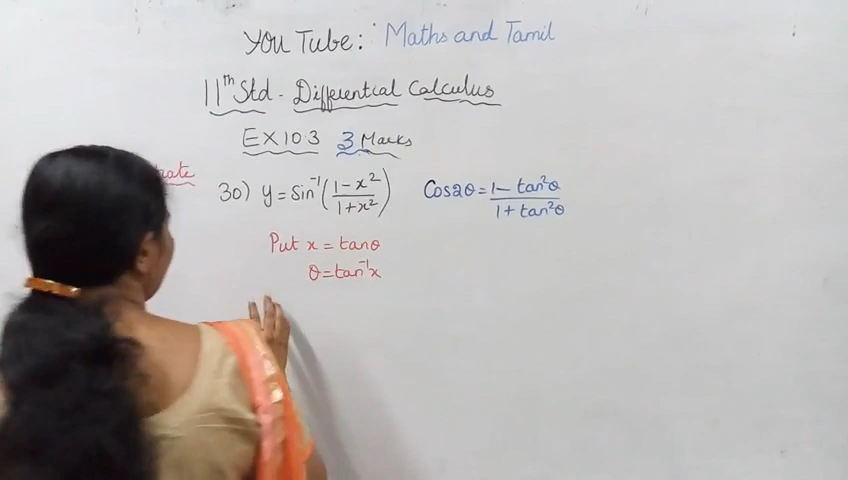 YOU Tube: Maths and Tamil
11th Std - Differential Calculus
EX 10.3 3 Marks
30) y = Sin⁻¹((1-x²)/(1+x²)) Cos2θ = (1- tan²θ)/(1+ tan²θ)
Put x = tanθ
θ = tan⁻¹x